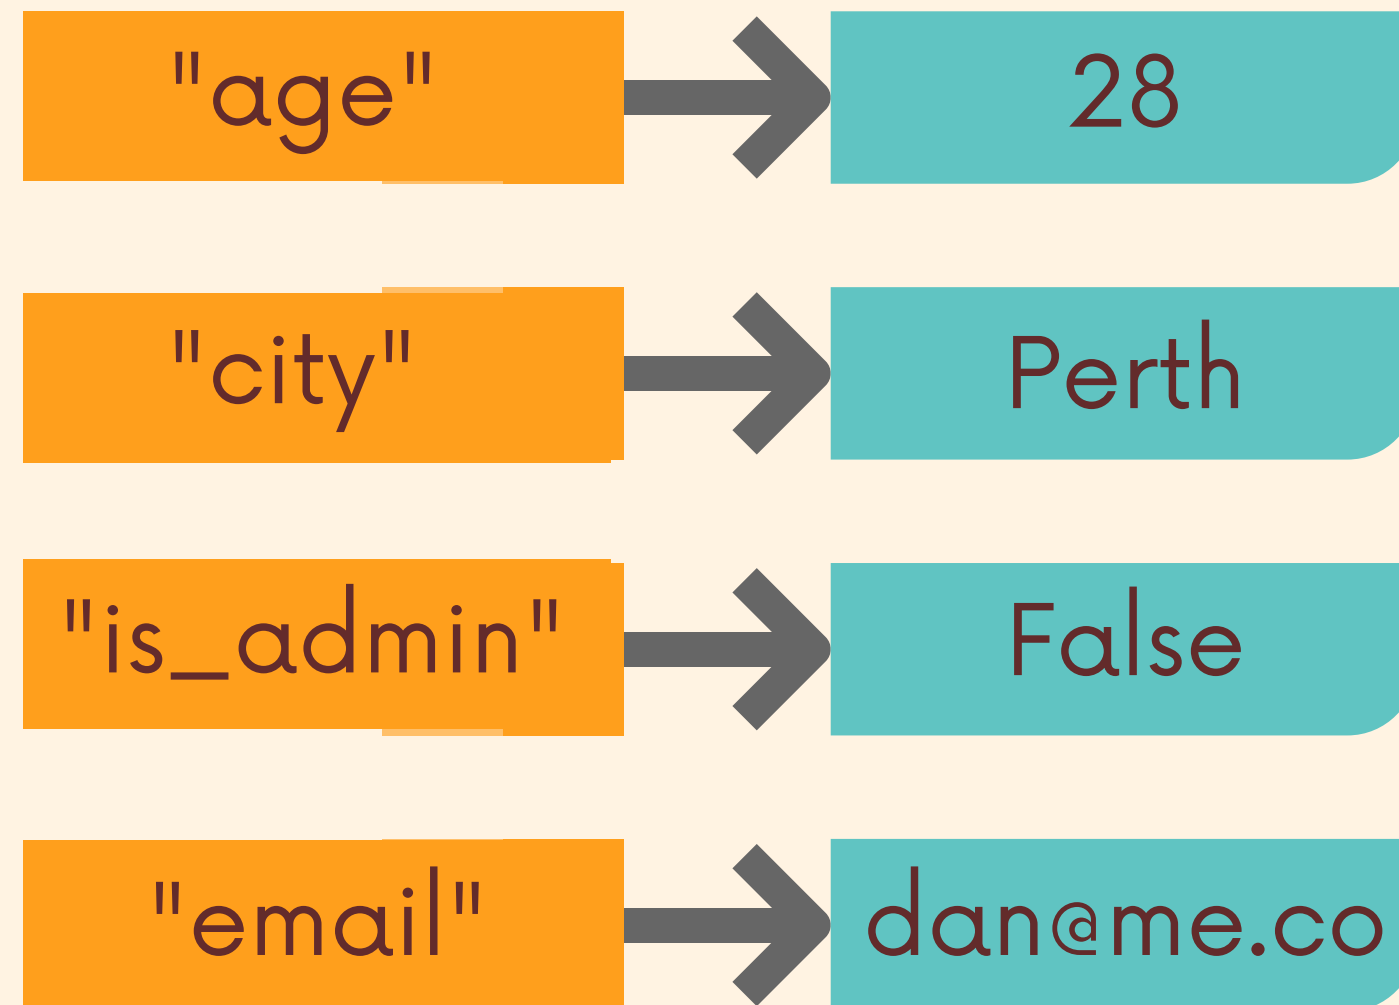 "age" 28
"city" Perth
"is_admin" False
"email" dan@me.co